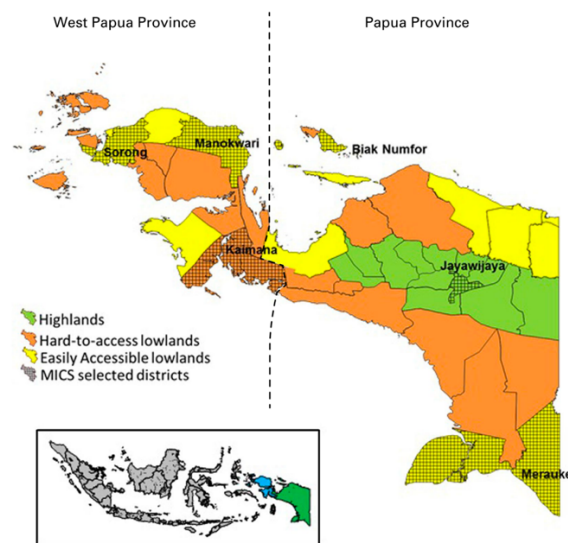 West Papua Province
Papua Province
Manokwari
Sorong
Biak Numfor
Kaimana
Jayawijaya
Highlands
Hard-to-access lowlands
Easily Accessible lowlands
MICS selected districts
Merauke